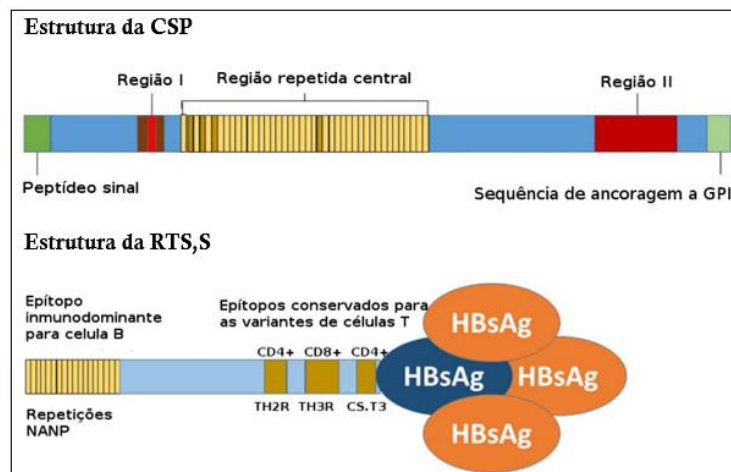 Estrutura da CSP
Região I
Região repetida central
Região II
Peptídeo sinal
Sequência de ancoragem a GPI
Estrutura da RTS,S
Epítopo
inmunodominante
para celula B
Epítopos conservados para
as variantes de células T
CD4+ CD8+ CD4+
TH2R TH3R CS.T3
Repetições
NANP
HBsAg
HBsAg
HBsAg
HBsAg